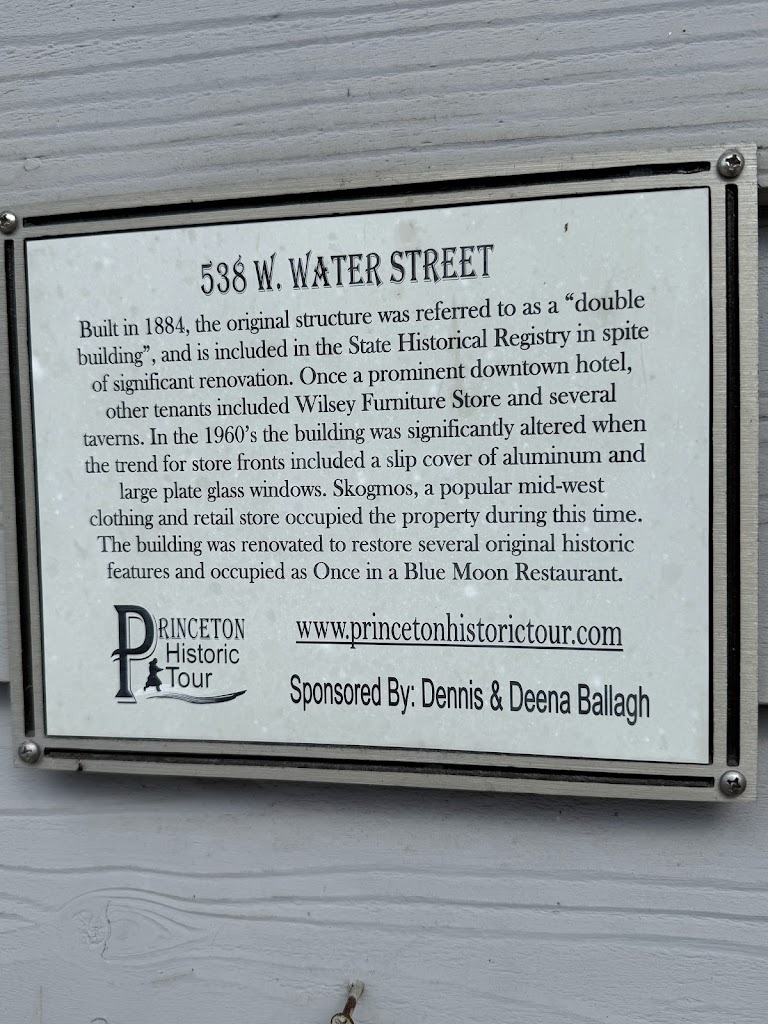 538 W. WATER STREET
Built in 1884, the original structure was referred to as a “double
building”, and is included in the State Historical Registry in spite
of significant renovation. Once a prominent downtown hotel,
other tenants included Wilsey Furniture Store and several
taverns. In the 1960’s the building was significantly altered when
the trend for store fronts included a slip cover of aluminum and
large plate glass windows. Skogmos, a popular mid-west
clothing and retail store occupied the property during this time.
The building was renovated to restore several original historic
features and occupied as Once in a Blue Moon Restaurant.
PRINCETON
Historic
Tour
www.princetonhistorictour.com
Sponsored By: Dennis & Deena Ballagh